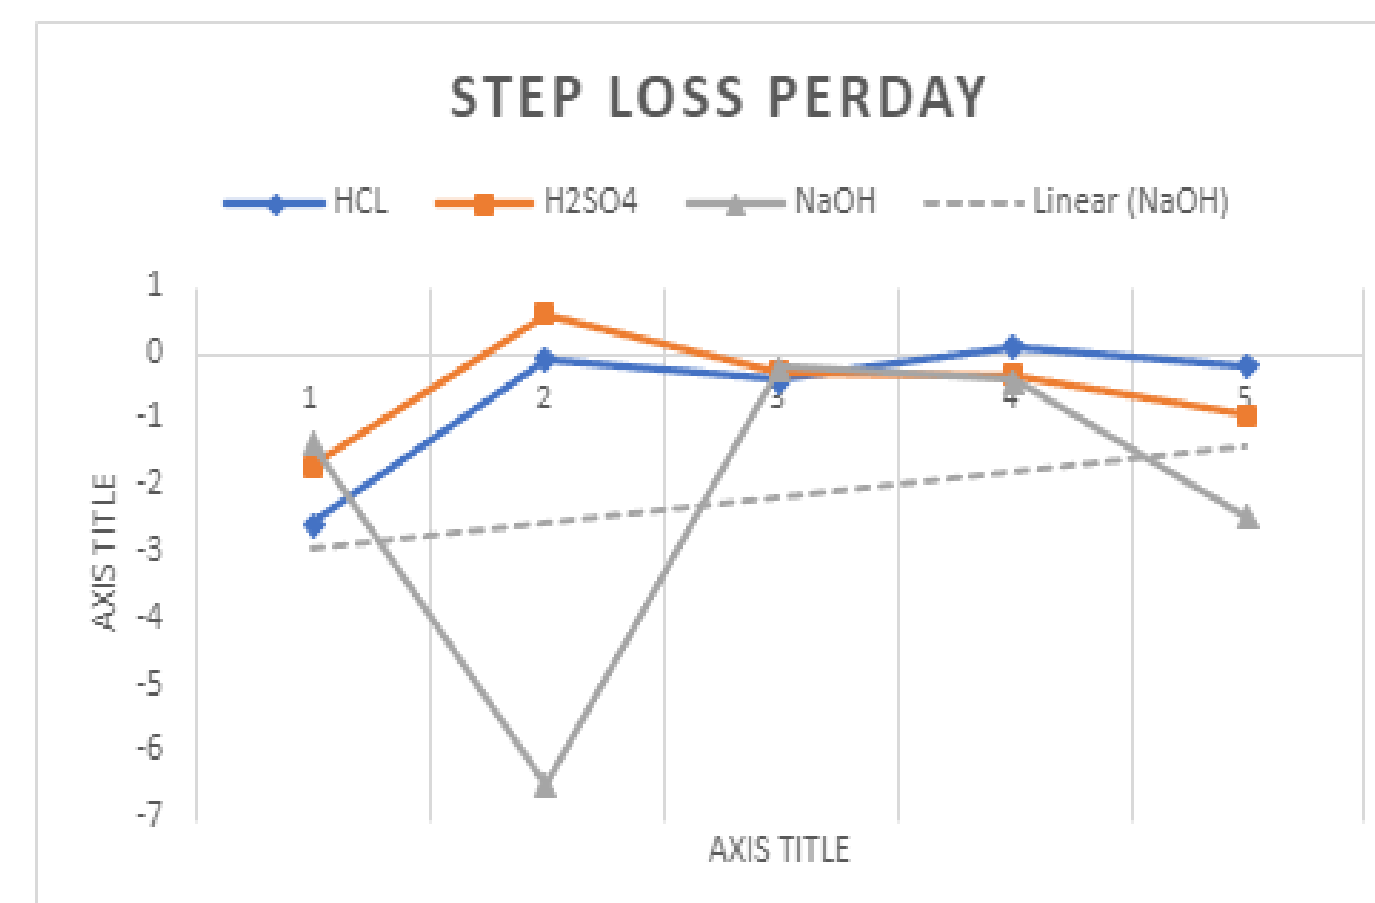 STEP LOSS PERDAY
HCL H2SO4 NaOH Linear (NaOH)
1
0
1 2 3 4 5
-1
-2
-3
-4
-5
-6
-7
AXIS TITLE
AXIS TITLE